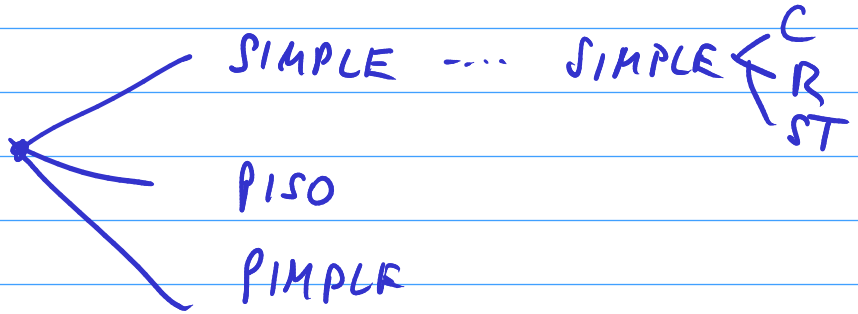 SIMPLE ---- SIMPLE C
R
ST
PISO
PIMPLE